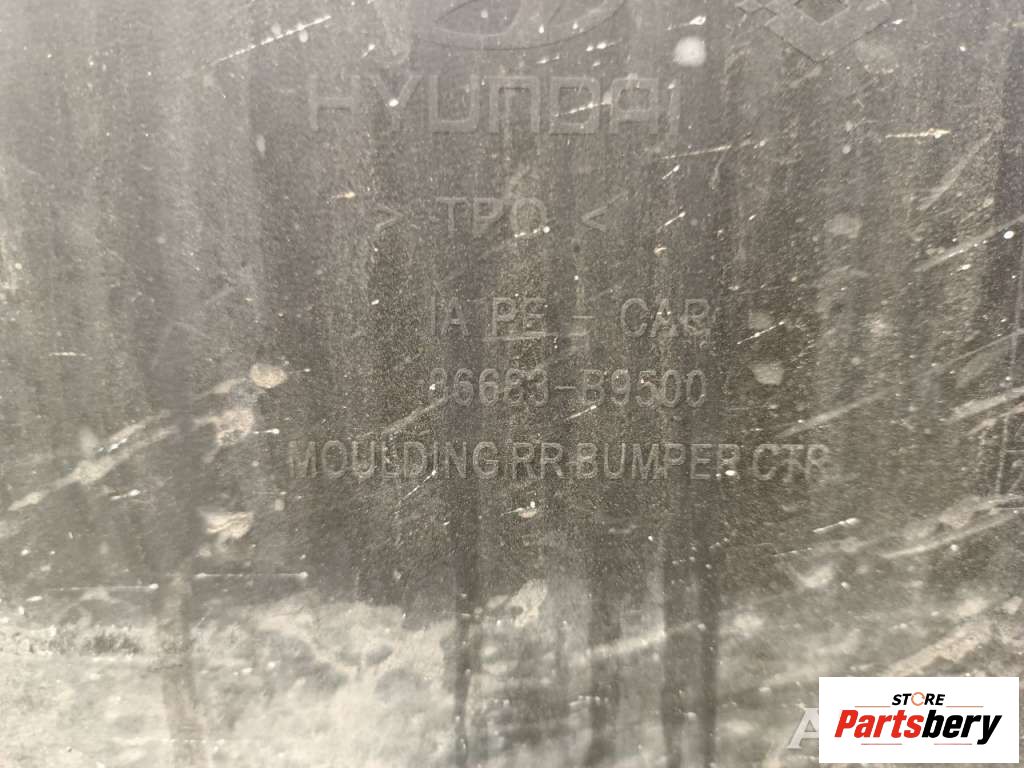 HYUNDAI
> TPO <
IA PE - CAR
86683-B9500
MOULDING RR BUMPER CTR
STORE
Partsbery